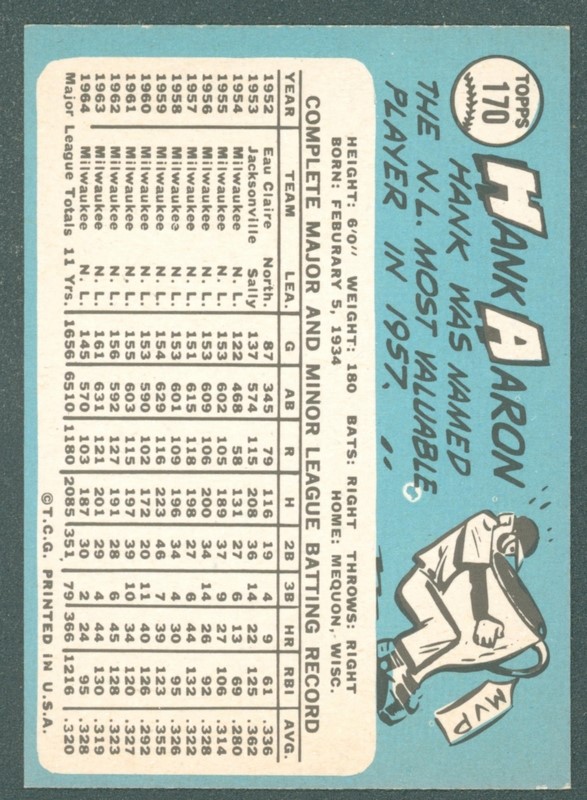 TOPPS
170
HANK AARON
HANK WAS NAMED
THE N.L. MOST VALUABLE
PLAYER IN 1957.
MVP
HEIGHT: 6'0" WEIGHT: 180 BATS: RIGHT THROWS: RIGHT
BORN: FEBURARY 5, 1934 HOME: MEQUON, WISC.
COMPLETE MAJOR AND MINOR LEAGUE BATTING RECORD
YEAR TEAM LEA. G AB R H 2B 3B HR RBI AVG.
1952 Eau Claire North. 87 345 79 116 19 4 9 61 .336
1953 Jacksonville Sally 137 574 115 208 36 14 22 125 .362
1954 Milwaukee N. L. 122 468 58 131 27 6 13 69 .280
1955 Milwaukee N. L. 153 602 105 189 37 9 27 106 .314
1956 Milwaukee N. L. 153 609 106 200 34 14 26 92 .328
1957 Milwaukee N. L. 151 615 118 198 27 6 44 132 .322
1958 Milwaukee N. L. 153 601 109 196 34 4 30 95 .326
1959 Milwaukee N. L. 154 629 116 223 46 7 39 123 .355
1960 Milwaukee N. L. 153 590 102 172 20 11 40 126 .292
1961 Milwaukee N. L. 155 603 115 197 39 10 34 120 .327
1962 Milwaukee N. L. 156 592 127 191 28 6 45 128 .323
1963 Milwaukee N. L. 161 631 121 201 29 4 44 130 .319
1964 Milwaukee N. L. 145 570 103 187 30 2 24 95 .328
Major League Totals 11 Yrs. 1656 6510 1180 2085 351 79 366 1216 .320
©T.C.G. PRINTED IN U.S.A.